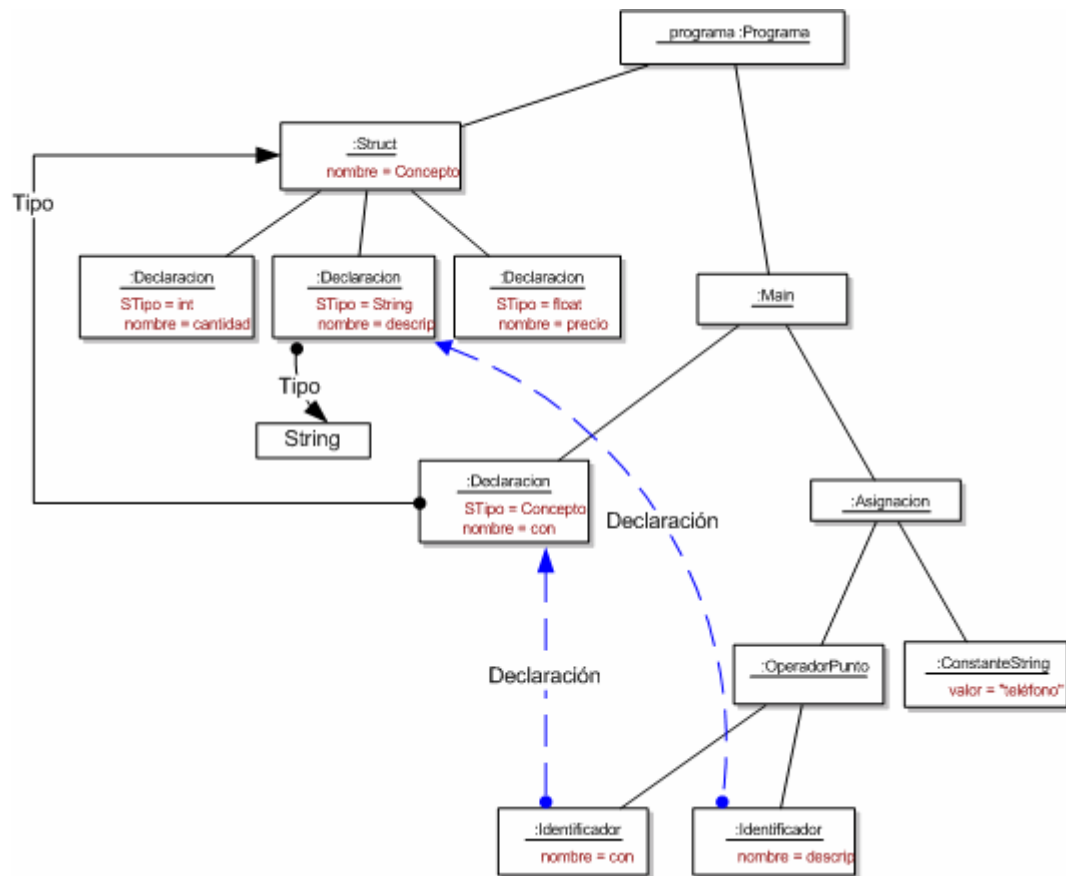 programa :Programa
:Struct
nombre = Concepto
Tipo
:Declaracion
STipo = int
nombre = cantidad
:Declaracion
STipo = String
nombre = descrip
:Declaracion
STipo = float
nombre = precio
:Main
Tipo
String
:Declaracion
STipo = Concepto
nombre = con
:Asignacion
Declaración
:OperadorPunto
:ConstanteString
valor = "teléfono"
Declaración
:Identificador
nombre = con
:Identificador
nombre = descrip